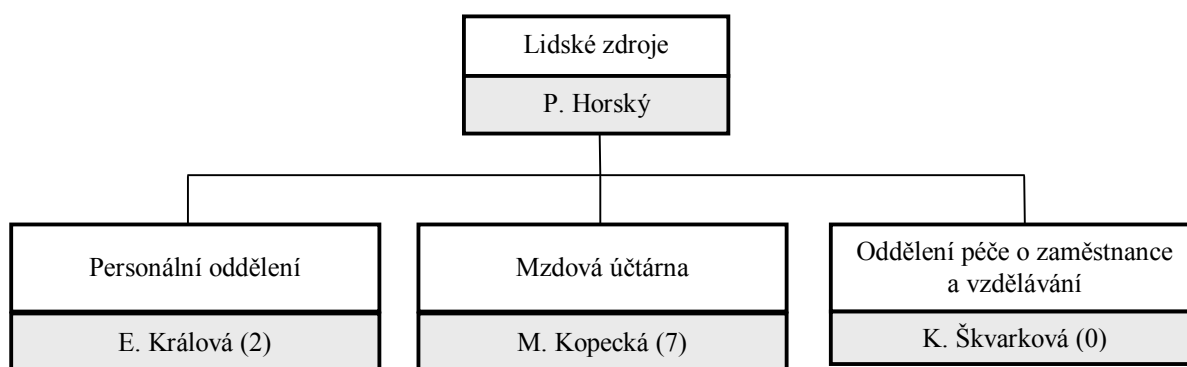 Lidské zdroje
P. Horský
Personální oddělení
E. Králová (2)
Mzdová účtárna
M. Kopecká (7)
Oddělení péče o zaměstnance
a vzdělávání
K. Škvarková (0)